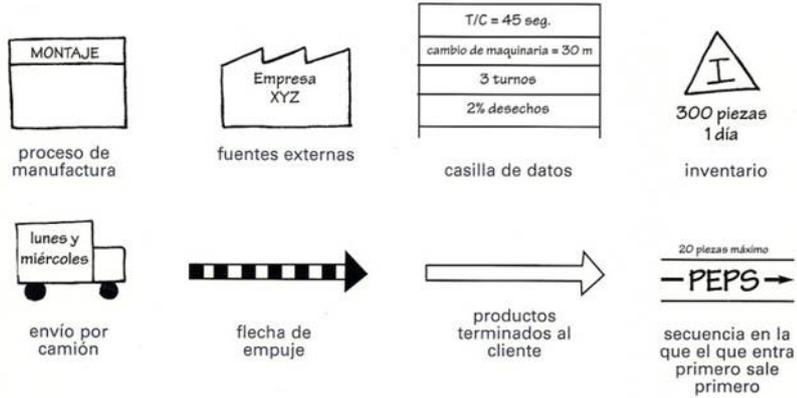 MONTAJE
proceso de
manufactura
Empresa
XYZ
fuentes externas
T/C = 45 seg.
cambio de maquinaria = 30 m
3 turnos
2% desechos
casilla de datos
I
300 piezas
1 día
inventario
lunes y
miércoles
envío por
camión
flecha de
empuje
productos
terminados al
cliente
20 piezas máximo
PEPS
secuencia en la
que el que entra
primero sale
primero